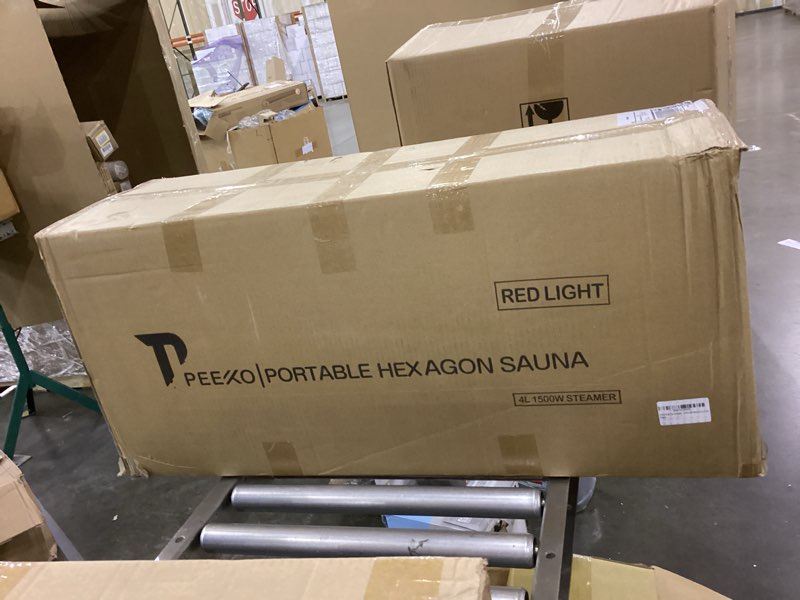 RED LIGHT
PEEKO|PORTABLE HEXAGON SAUNA
4L 1500W STEAMER